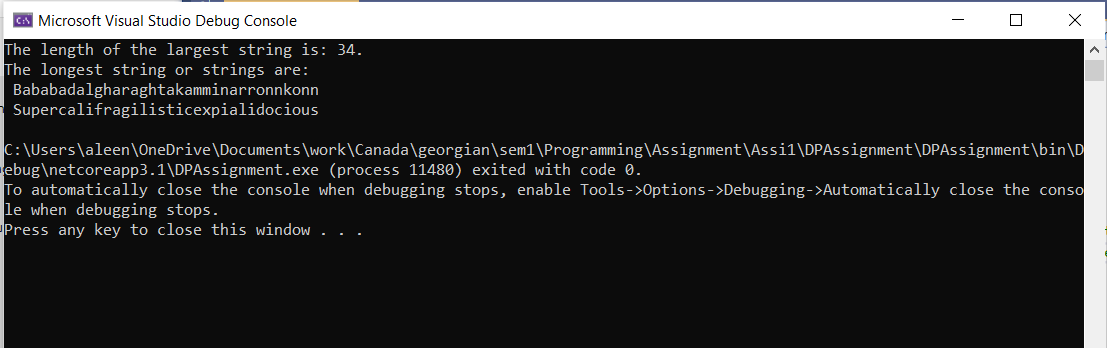 C:\ Microsoft Visual Studio Debug Console
The length of the largest string is: 34.
The longest string or strings are:
 Bababadalgharaghtakamminarronnkonn
 Supercalifragilisticexpialidocious
C:\Users\aleen\OneDrive\Documents\work\Canada\georgian\sem1\Programming\Assignment\Assi1\DPAssignment\DPAssignment\bin\D
ebug\netcoreapp3.1\DPAssignment.exe (process 11480) exited with code 0.
To automatically close the console when debugging stops, enable Tools->Options->Debugging->Automatically close the conso
le when debugging stops.
Press any key to close this window . . .